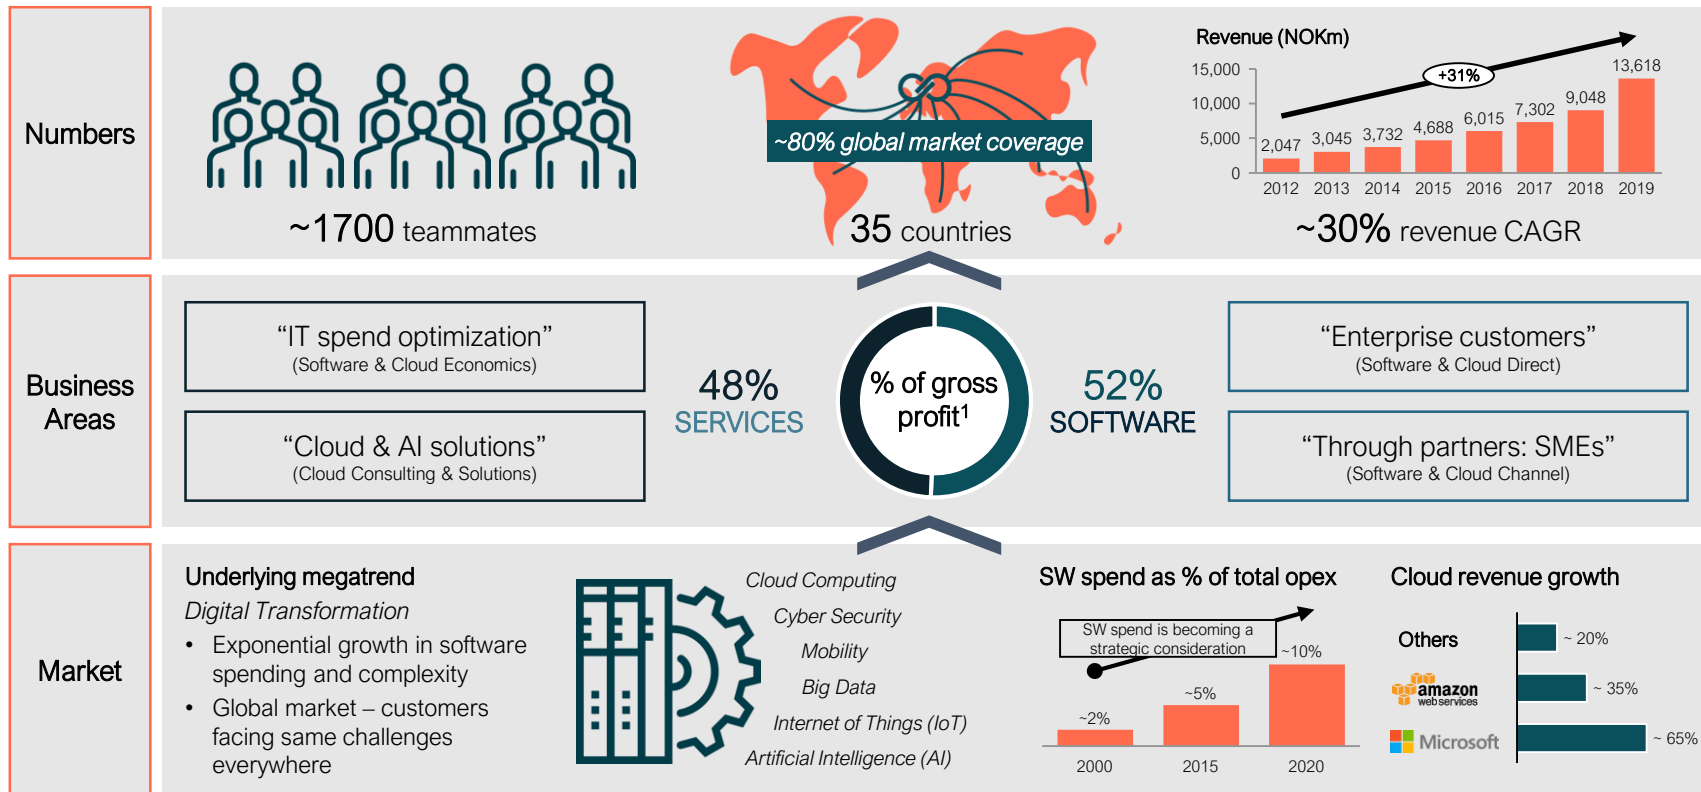 Numbers
~1700 teammates
~80% global market coverage
35 countries
Revenue (NOKm)
+31%
15,000
10,000
5,000
0
2,047
3,045
3,732
4,688
6,015
7,302
9,048
13,618
2012 2013 2014 2015 2016 2017 2018 2019
~30% revenue CAGR
Business
Areas
“IT spend optimization”
(Software & Cloud Economics)
“Cloud & AI solutions”
(Cloud Consulting & Solutions)
48%
SERVICES
% of gross
profit1
52%
SOFTWARE
“Enterprise customers”
(Software & Cloud Direct)
“Through partners: SMEs”
(Software & Cloud Channel)
Market
Underlying megatrend
Digital Transformation
• Exponential growth in software
spending and complexity
• Global market – customers
facing same challenges
everywhere
Cloud Computing
Cyber Security
Mobility
Big Data
Internet of Things (IoT)
Artificial Intelligence (AI)
SW spend as % of total opex
SW spend is becoming a
strategic consideration
~2%
~5%
~10%
2000 2015 2020
Cloud revenue growth
Others
~ 20%
amazon
webservices
~ 35%
Microsoft
~ 65%